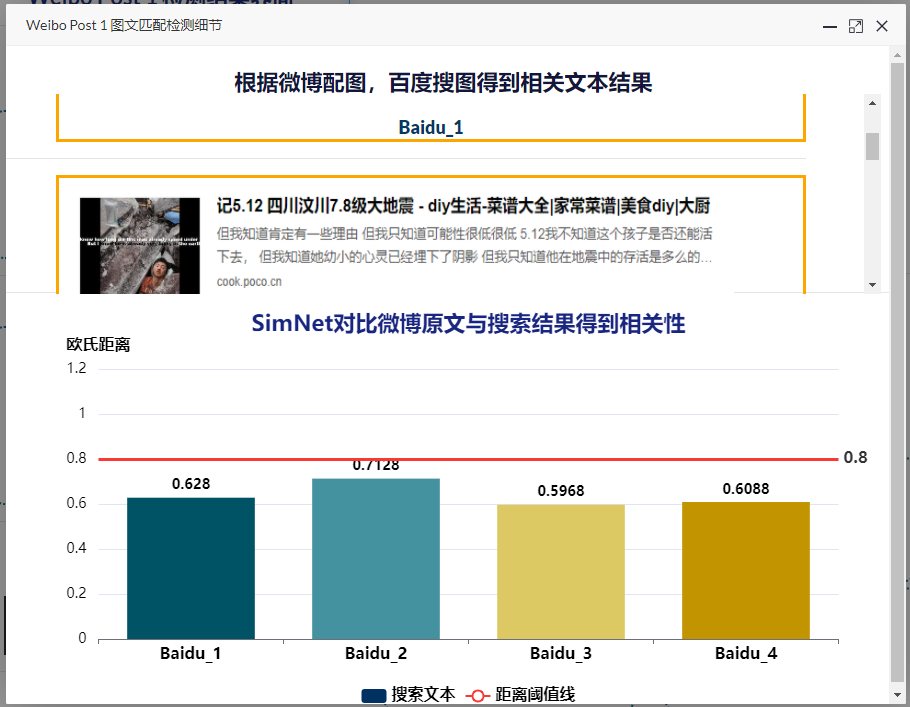 Weibo Post 1 图文匹配检测细节
根据微博配图，百度搜图得到相关文本结果
Baidu_1
记5.12 四川汶川7.8级大地震 - diy生活-菜谱大全|家常菜谱|美食diy|大厨
但我知道肯定有一些理由 但我只知道可能性很低很低 5.12我不知道这个孩子是否还能活
下去， 但我知道她幼小的心灵已经埋下了阴影 但我只知道他在地震中的存活是多么的...
cook.poco.cn
SimNet对比微博原文与搜索结果得到相关性
欧氏距离
1.2
1
0.8
0.8
0.7128
0.628
0.6
0.5968
0.6088
0.4
0.2
0
Baidu_1 Baidu_2 Baidu_3 Baidu_4
搜索文本 距离阈值线